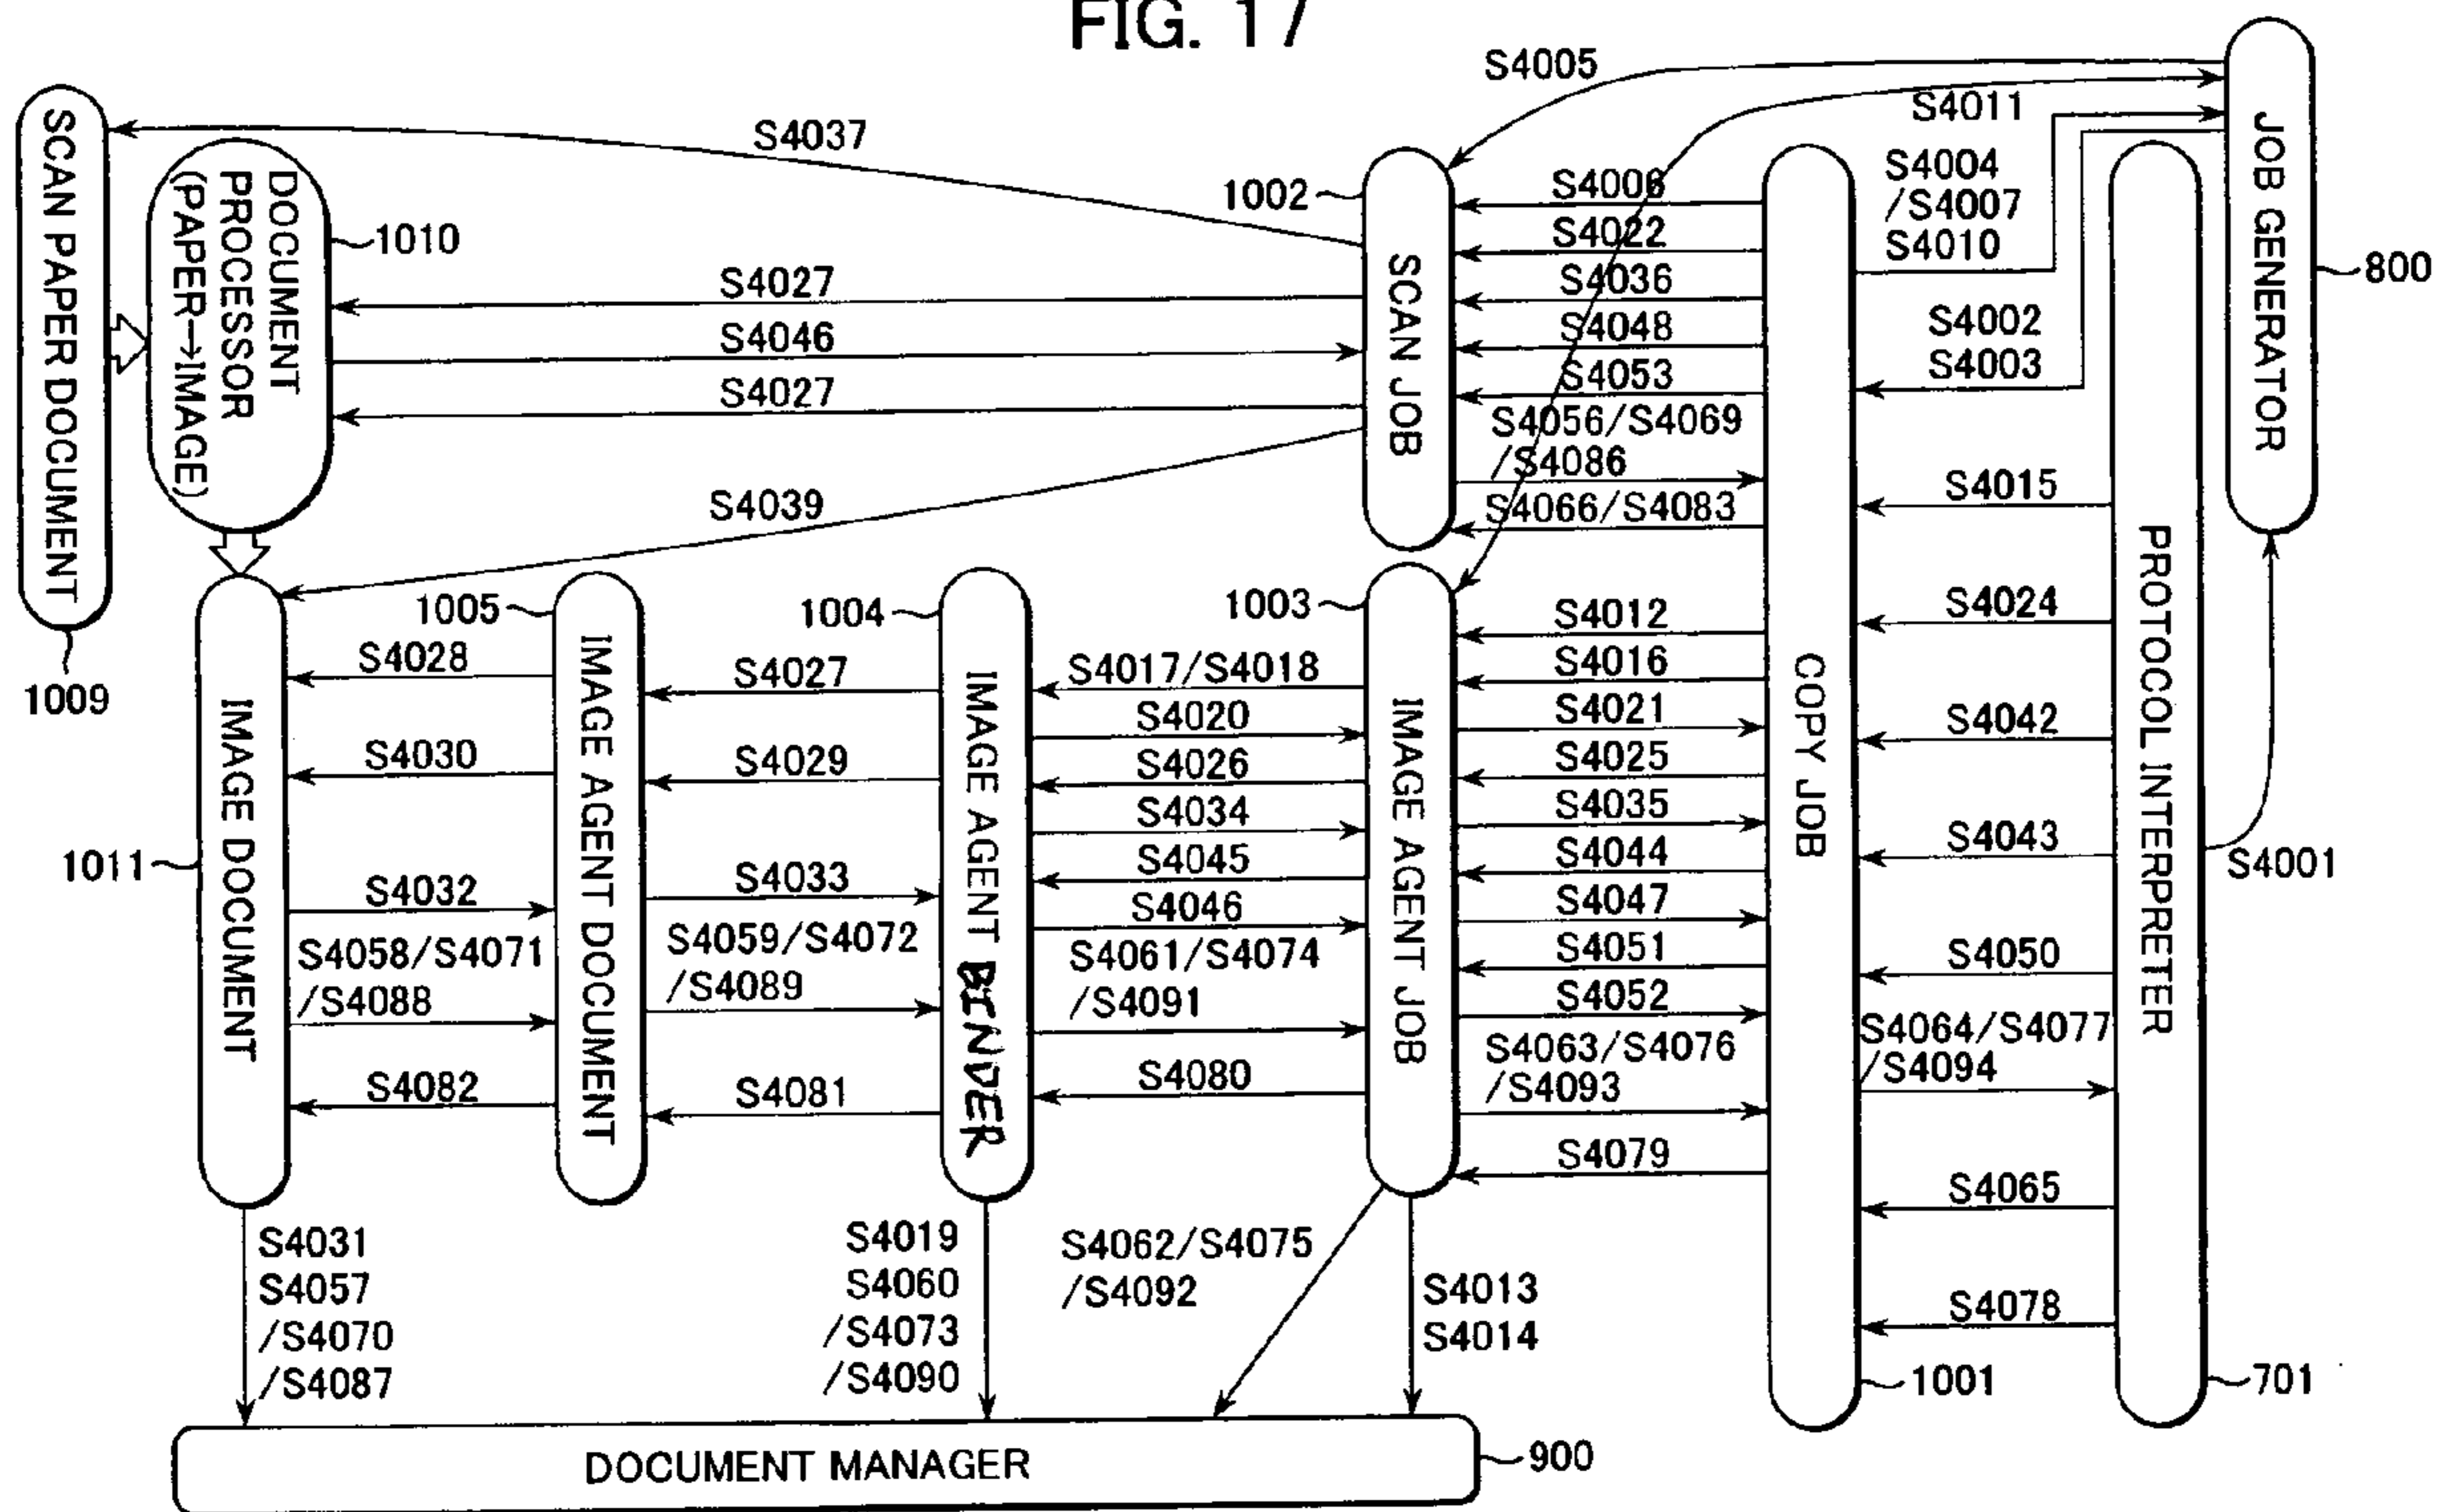 FIG. 17
SCAN PAPER DOCUMENT
1009
DOCUMENT
PROCESSOR
(PAPER→IMAGE)
1010
S4037
S4027
S4046
S4027
S4039
1002
SCAN JOB
S4005
S4011
S4006
S4022
S4036
S4048
S4053
S4056/S4069
/S4086
S4066/S4083
S4004
/S4007
S4010
S4002
S4003
JOB GENERATOR
800
S4015
S4024
S4042
S4043
S4050
S4064/S4077
/S4094
S4065
S4078
S4001
PROTOCOL INTERPRETER
701
COPY JOB
1001
1003
IMAGE AGENT JOB
S4012
S4016
S4021
S4025
S4035
S4044
S4047
S4051
S4052
S4063/S4076
/S4093
S4079
1004
IMAGE AGENT BINDER
S4017/S4018
S4020
S4026
S4034
S4045
S4046
S4061/S4074
/S4091
S4080
1005
IMAGE AGENT DOCUMENT
S4027
S4029
S4033
S4059/S4072
/S4089
S4081
1011
IMAGE DOCUMENT
S4028
S4030
S4032
S4058/S4071
/S4088
S4082
S4031
S4057
/S4070
/S4087
S4019
S4060
/S4073
/S4090
S4062/S4075
/S4092
S4013
S4014
DOCUMENT MANAGER
900